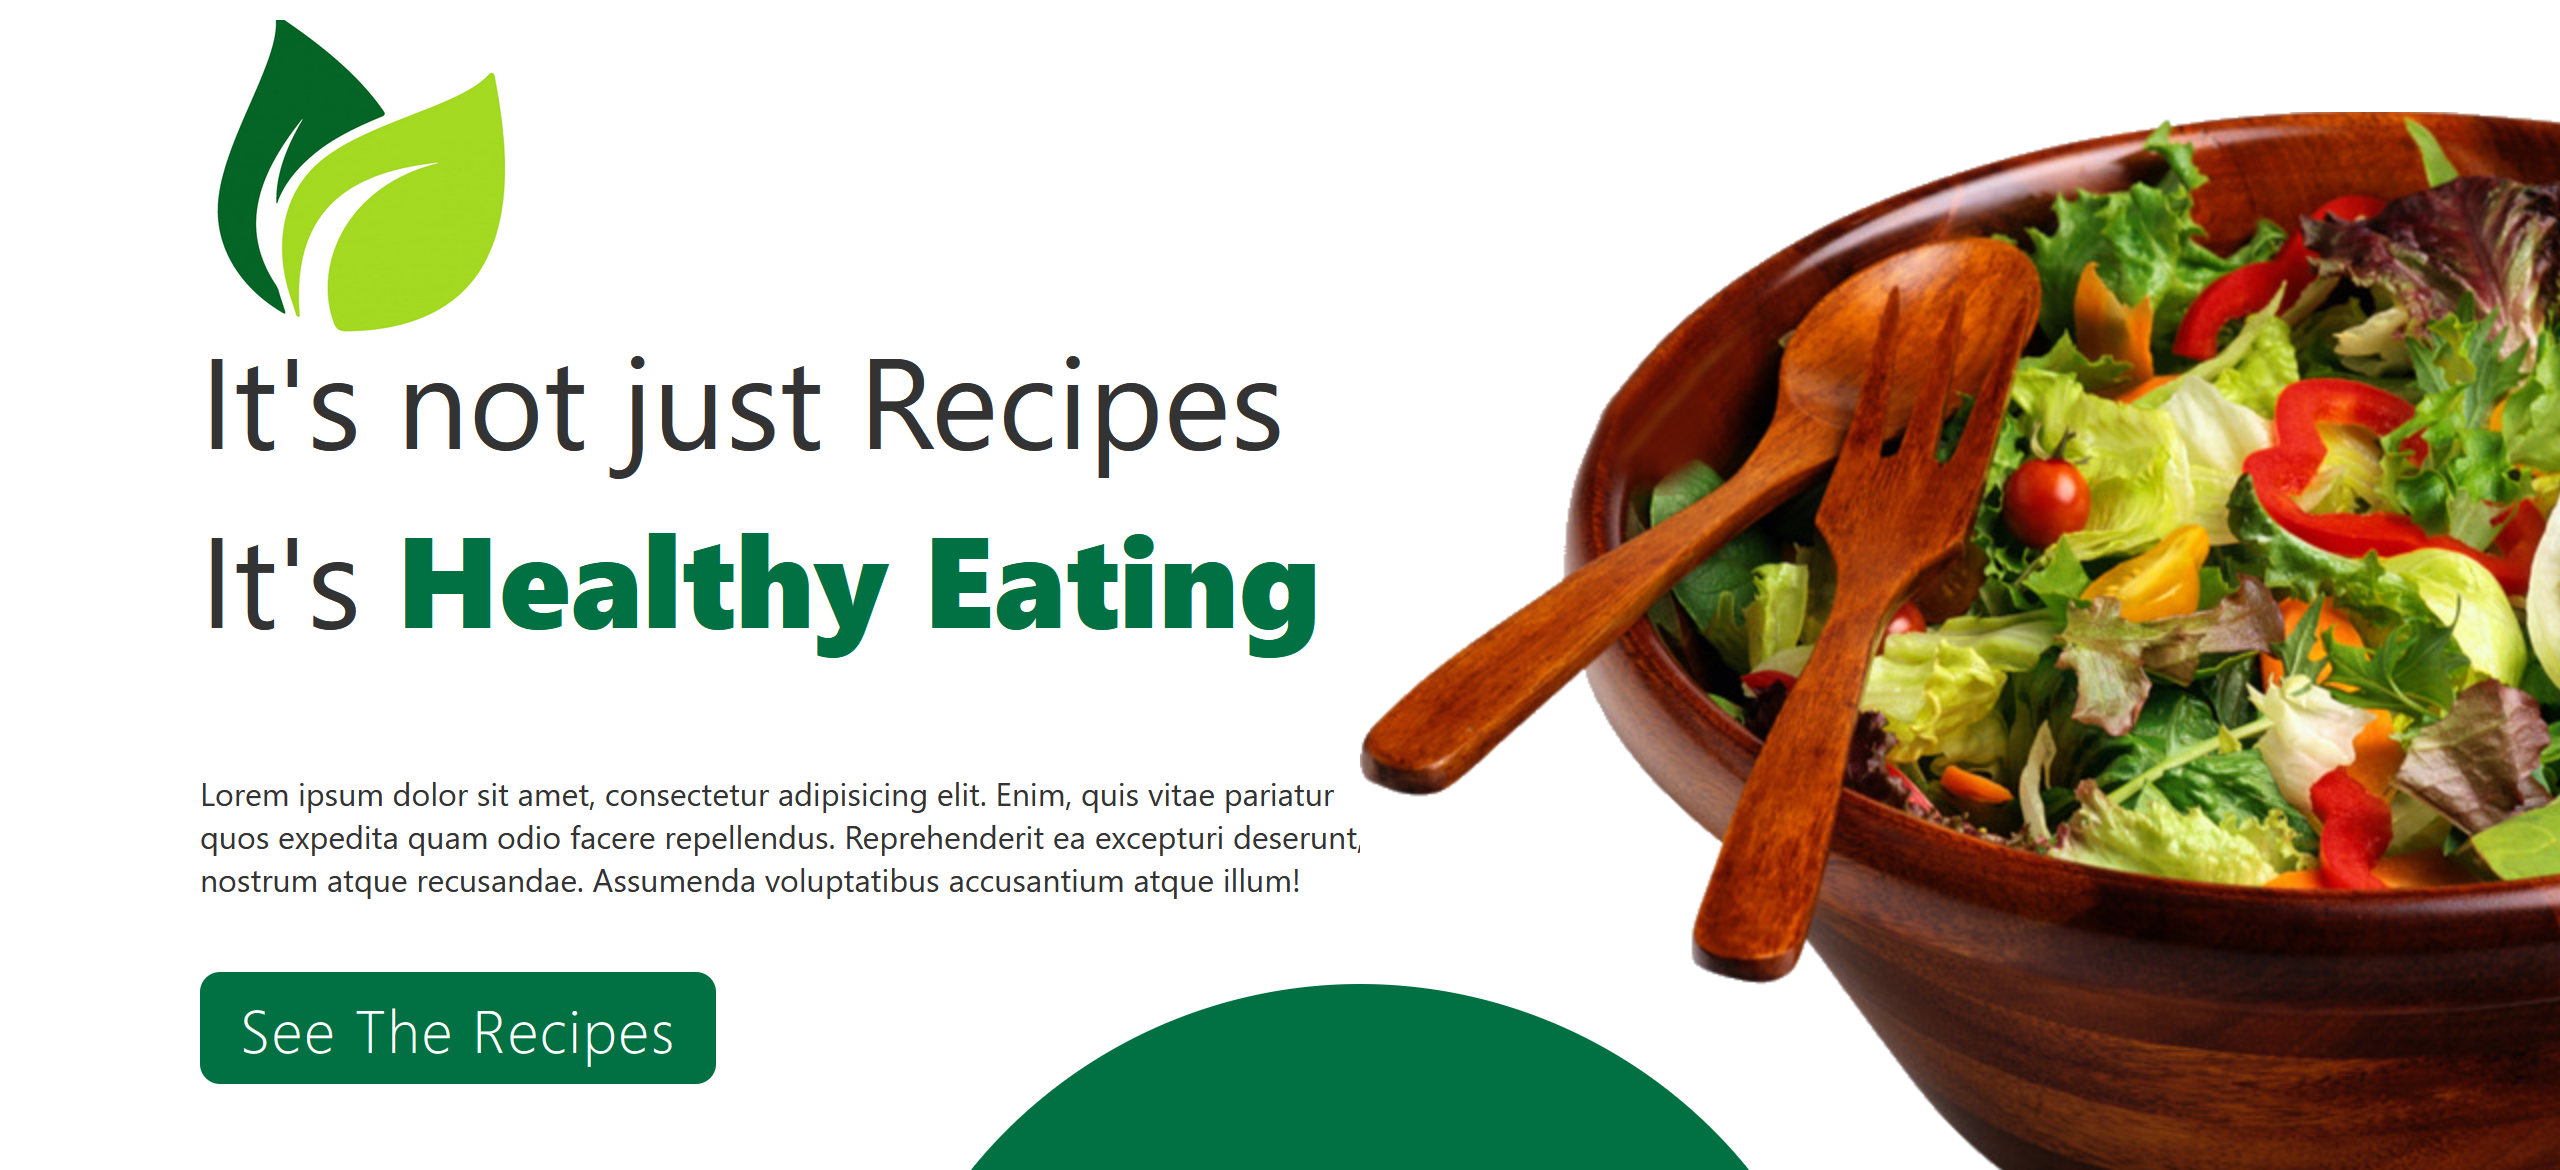 It's not just Recipes
It's Healthy Eating
Lorem ipsum dolor sit amet, consectetur adipisicing elit. Enim, quis vitae pariatur
quos expedita quam odio facere repellendus. Reprehenderit ea excepturi deserunt,
nostrum atque recusandae. Assumenda voluptatibus accusantium atque illum!
See The Recipes